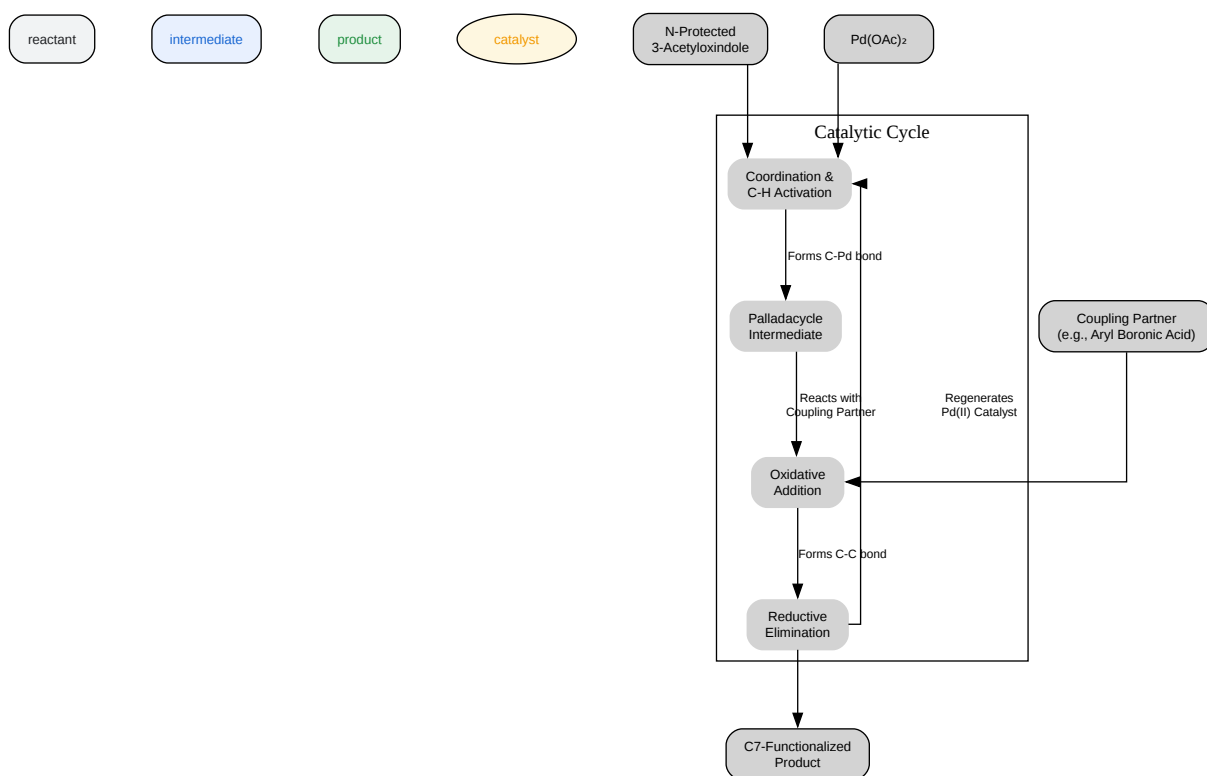 reactant
intermediate
product
catalyst
N-Protected
3-Acetyloxindole
Pd(OAc)₂
Catalytic Cycle
Coordination &
C-H Activation
Forms C-Pd bond
Palladacycle
Intermediate
Coupling Partner
(e.g., Aryl Boronic Acid)
Reacts with
Coupling Partner
Regenerates
Pd(II) Catalyst
Oxidative
Addition
Forms C-C bond
Reductive
Elimination
C7-Functionalized
Product